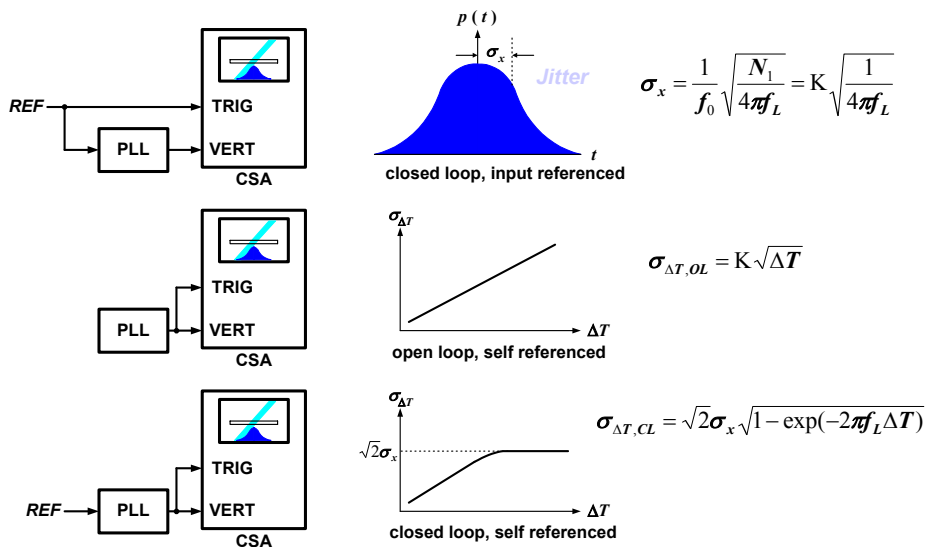 p(t)
σx
Jitter
REF
TRIG
PLL
VERT
CSA
t
closed loop, input referenced
σx = 1/f0 √(N1/4πfL) = K √(1/4πfL)
σΔT
TRIG
PLL
VERT
CSA
ΔT
open loop, self referenced
σΔT,OL = K√ΔT
σΔT
√2σx
TRIG
REF
PLL
VERT
CSA
ΔT
closed loop, self referenced
σΔT,CL = √2σx√(1−exp(−2πfLΔT))